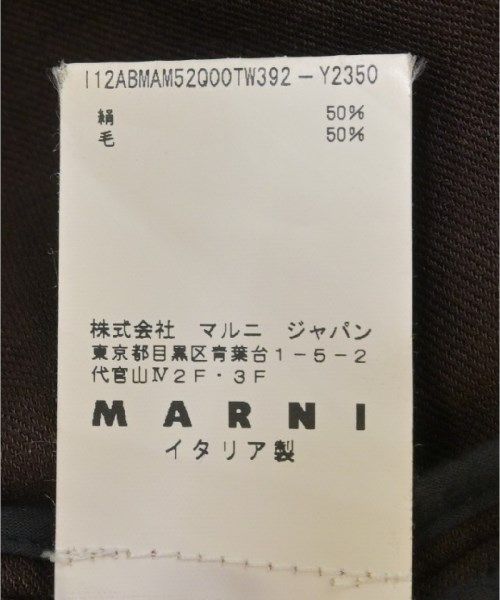 I12ABMAM52Q00TW392-Y2350
絹 50%
毛 50%
株式会社 マルニ ジャパン
東京都目黒区青葉台1-5-2
代官山Ⅳ2F・3F
MARNI
イタリア製